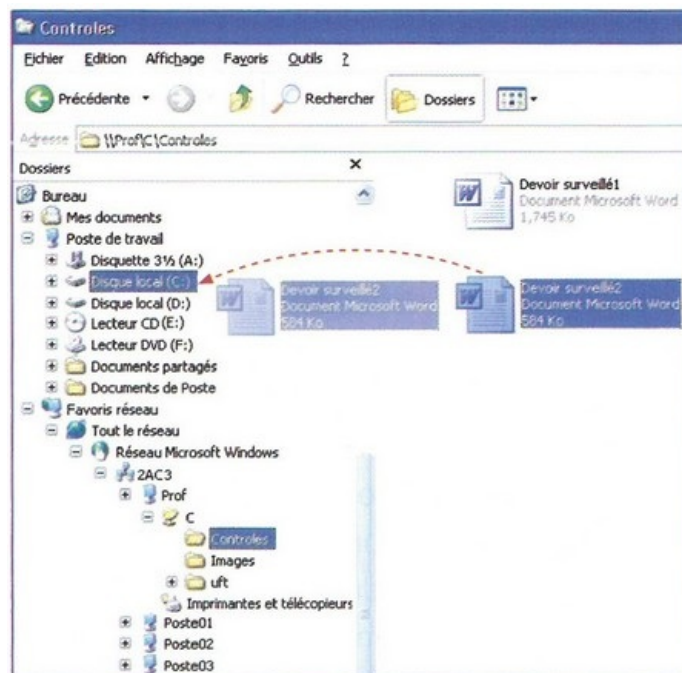 Controles
Fichier Edition Affichage Favoris Outils ?
Précédente Rechercher Dossiers
Adresse \\Prof\C\Controles
Dossiers x
Bureau
Mes documents
Poste de travail
Disquette 3½ (A:)
Disque local (C:)
Disque local (D:)
Lecteur CD (E:)
Lecteur DVD (F:)
Documents partagés
Documents de Poste
Favoris réseau
Tout le réseau
Réseau Microsoft Windows
2AC3
Prof
C
Controles
Images
uft
Imprimantes et télécopieurs
Poste01
Poste02
Poste03
Devoir surveillé1
Document Microsoft Word
1,745 Ko
Devoir surveillé2
Document Microsoft Word
584 Ko
Devoir surveillé2
Document Microsoft Word
584 Ko